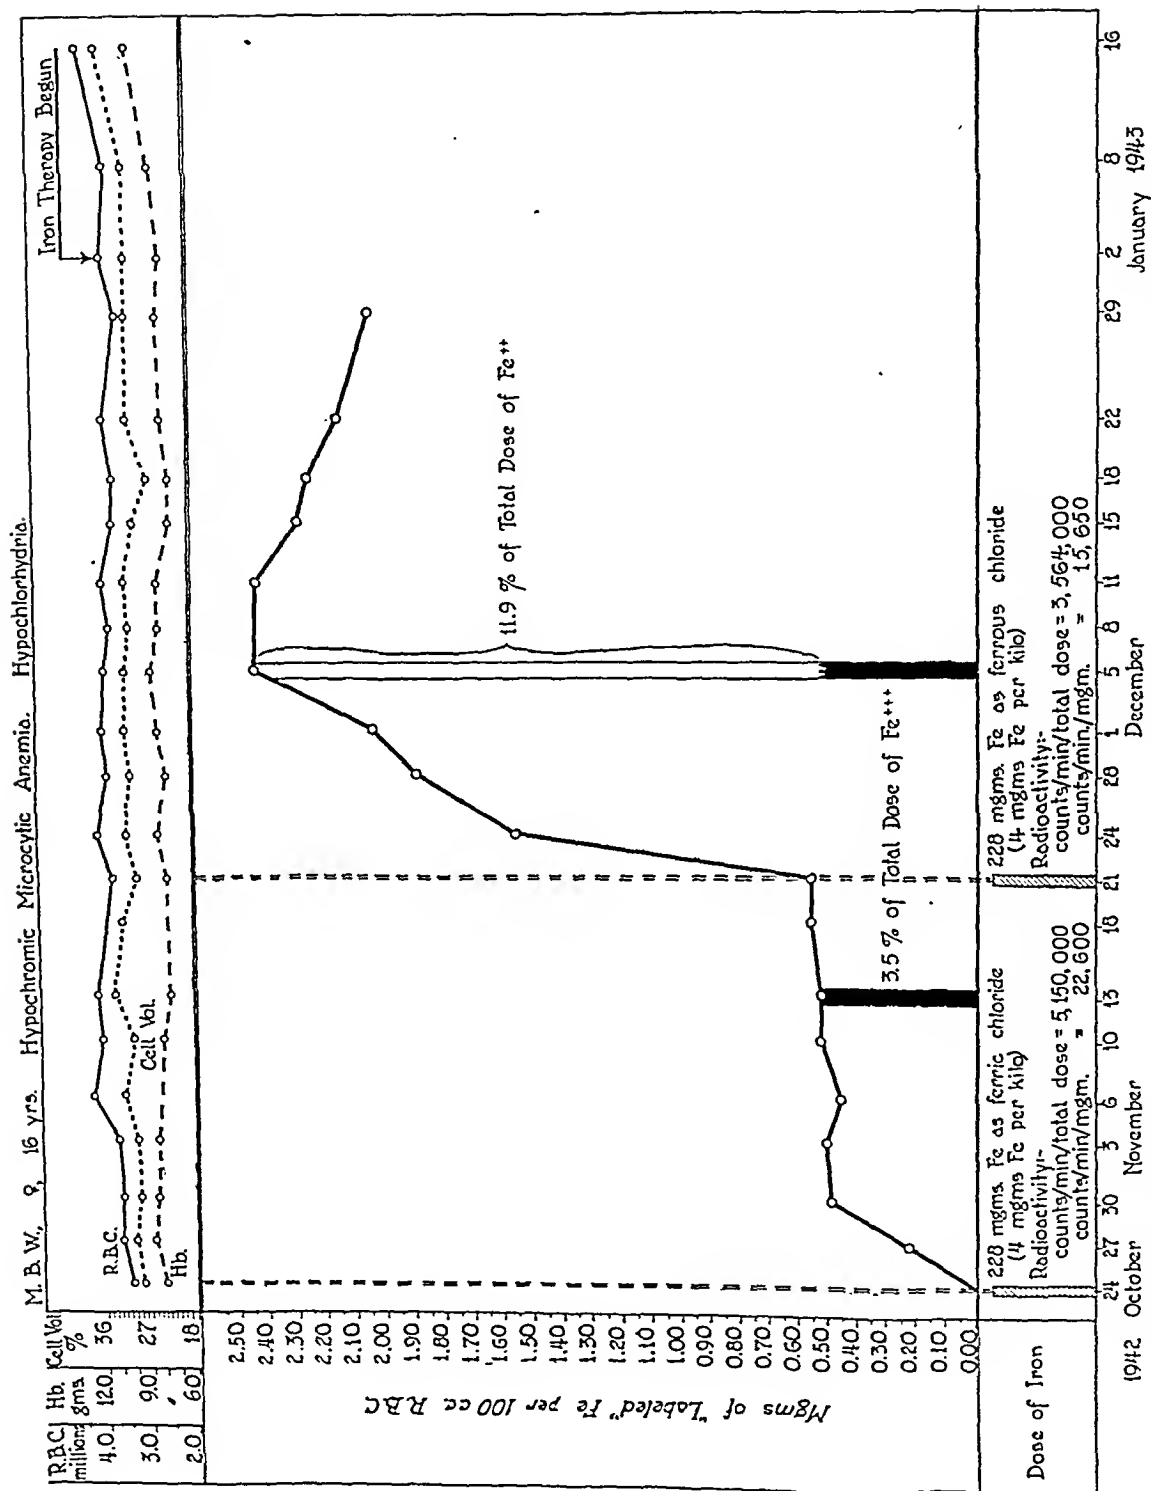 M. B. W., ♀, 16 yrs. Hypochromic Microcytic Anemia. Hypochlorhydria.
R.B.C. Hb. Cell Vol.
millions gms. %
4.0 12.0 36
3.0 9.0 27
2.0 6.0 18
R.B.C.
Cell Vol.
Hb.
Iron Therapy Begun
Mgms of "Labeled" Fe per 100 cc. R.B.C.
2.50
2.40
2.30
2.20
2.10
2.00
1.90
1.80
1.70
1.60
1.50
1.40
1.30
1.20
1.10
1.00
0.90
0.80
0.70
0.60
0.50
0.40
0.30
0.20
0.10
0.00
3.5 % of Total Dose of Fe+++
11.9 % of Total Dose of Fe++
Dose of Iron
228 mgms. Fe as ferric chloride
(4 mgms Fe per kilo)
Radioactivity:-
counts/min/total dose = 5,150,000
counts/min/mgm. = 22,600
228 mgms. Fe as ferrous chloride
(4 mgms Fe per kilo)
Radioactivity:-
counts/min/total dose = 3,564,000
counts/min./mgm. = 15,650
24 27 30 3 6 10 13 18 21 24 28 1 5 8 11 15 18 22 29 2 8 16
1942 October November December January 1943